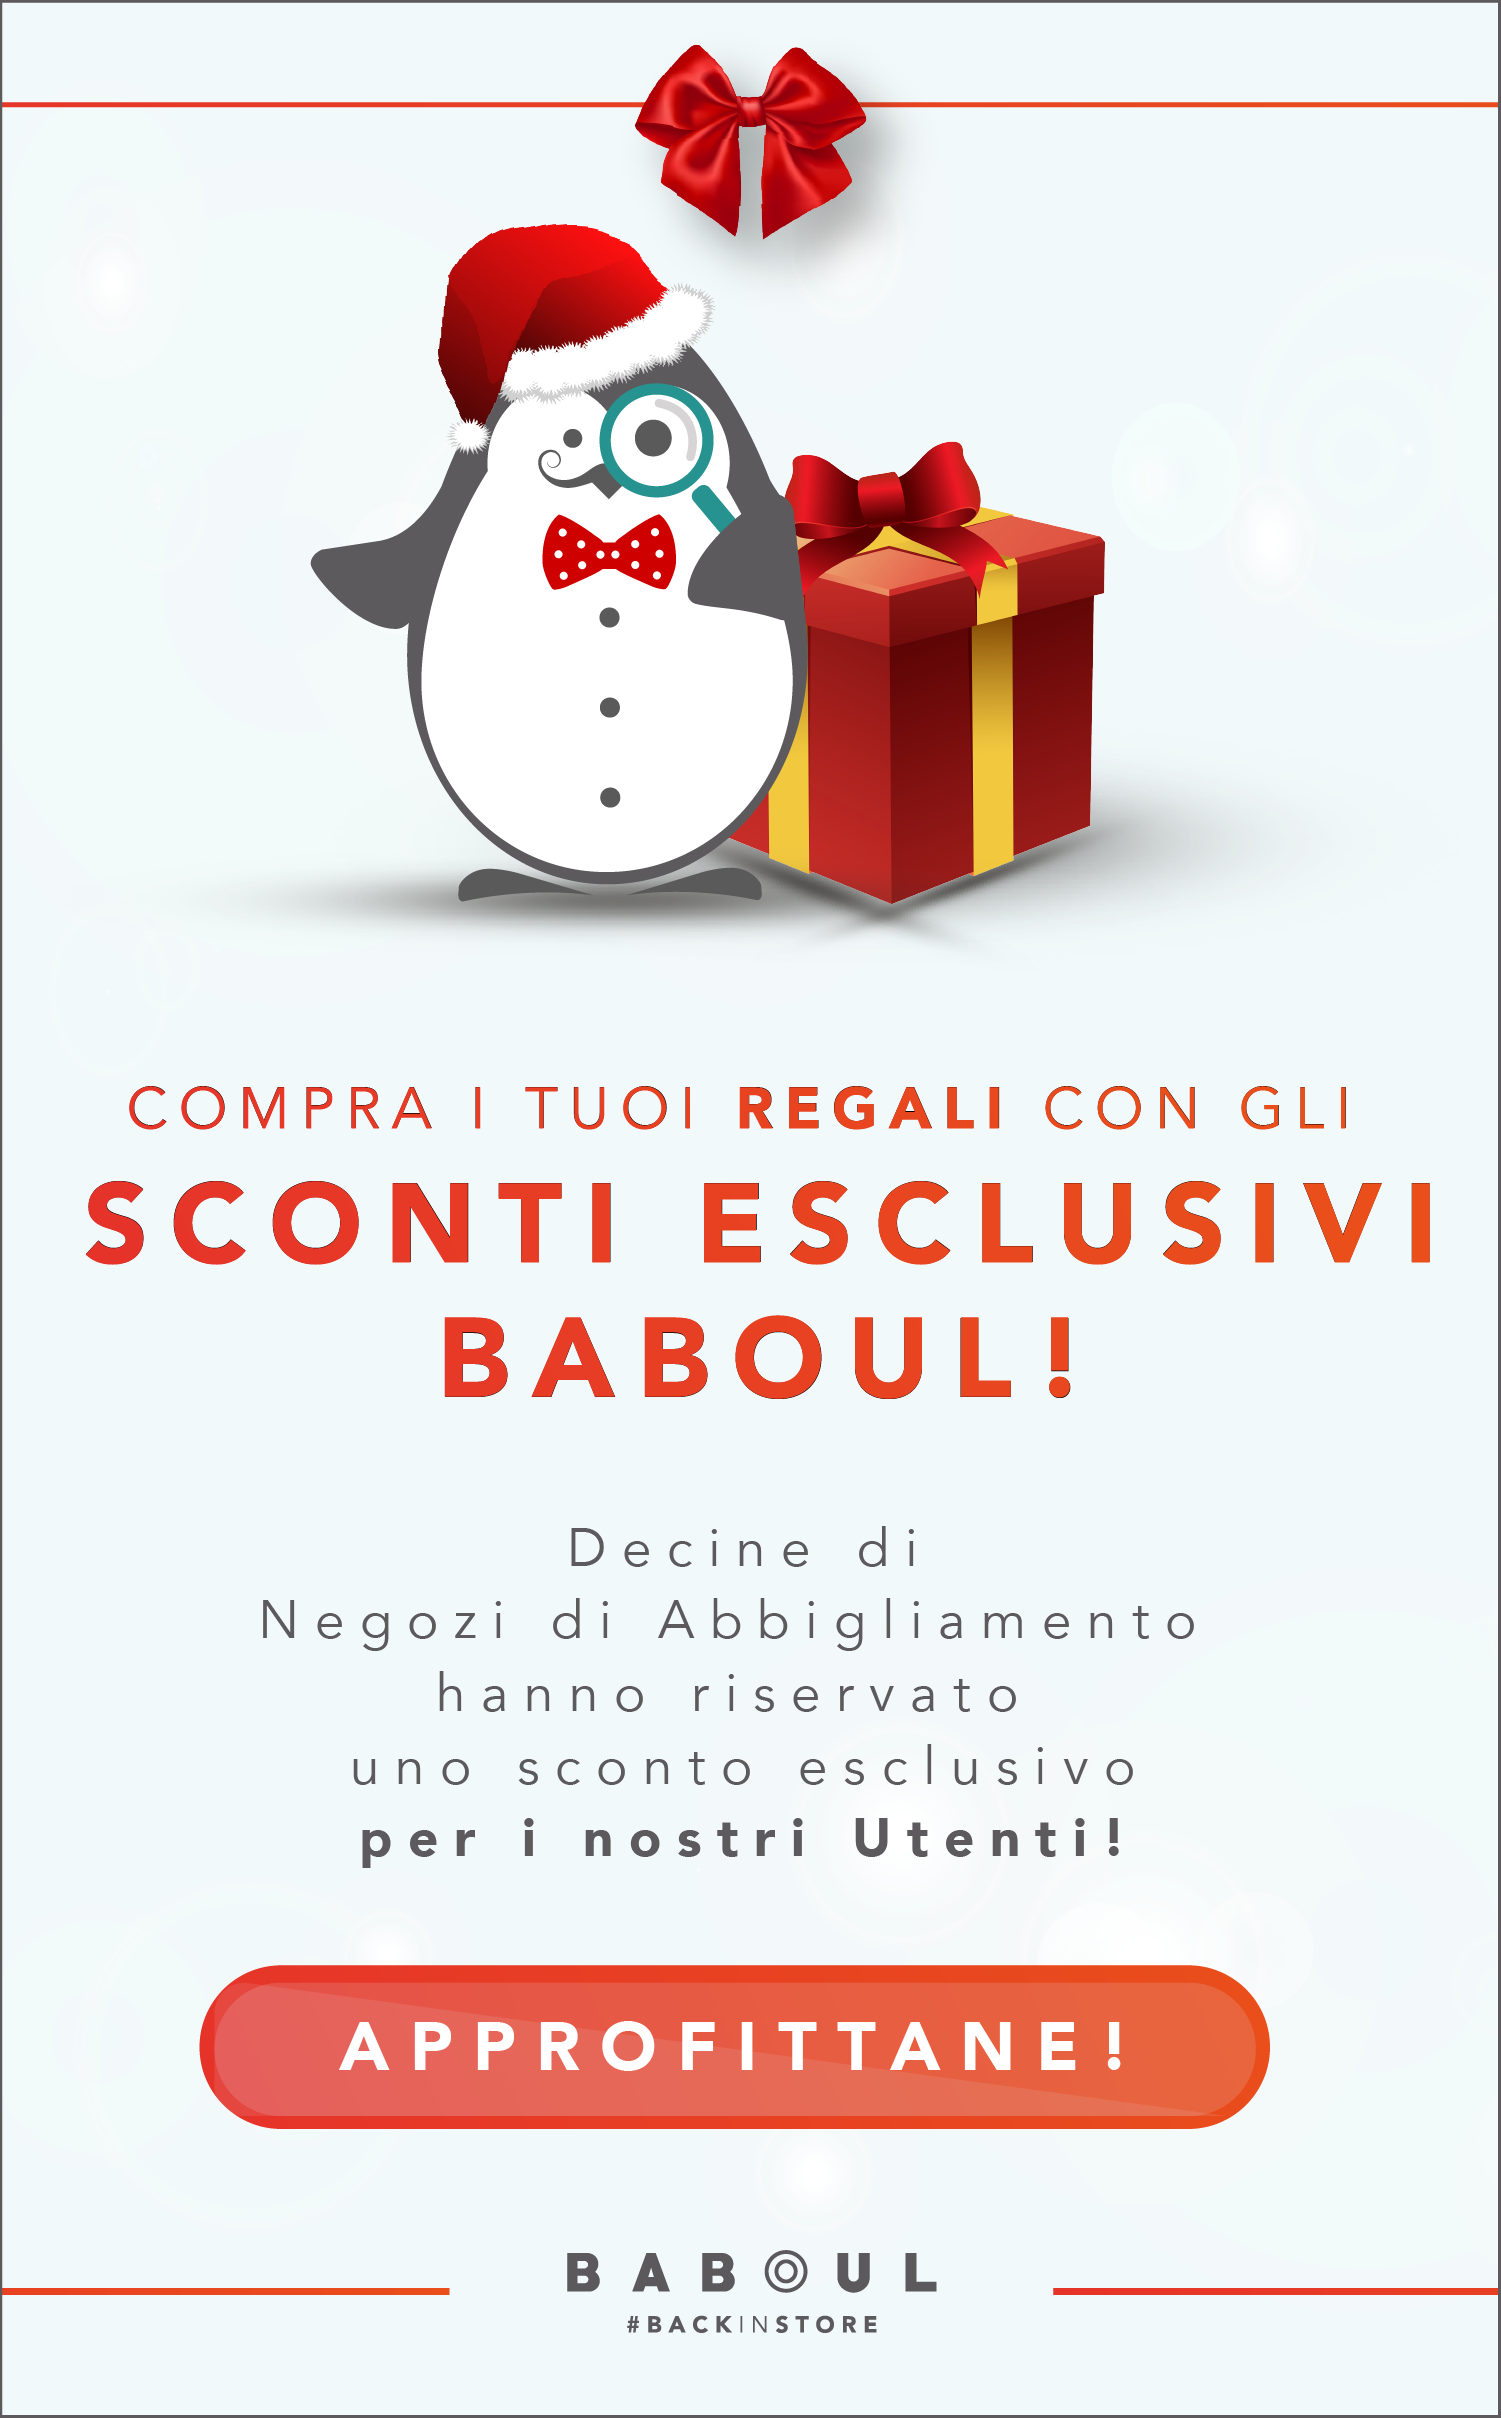 COMPRA I TUOI REGALI CON GLI
SCONTI ESCLUSIVI
BABOUL!
Decine di
Negozi di Abbigliamento
hanno riservato
uno sconto esclusivo
per i nostri Utenti!
APPROFITTANE!
BABOUL
#BACKINSTORE